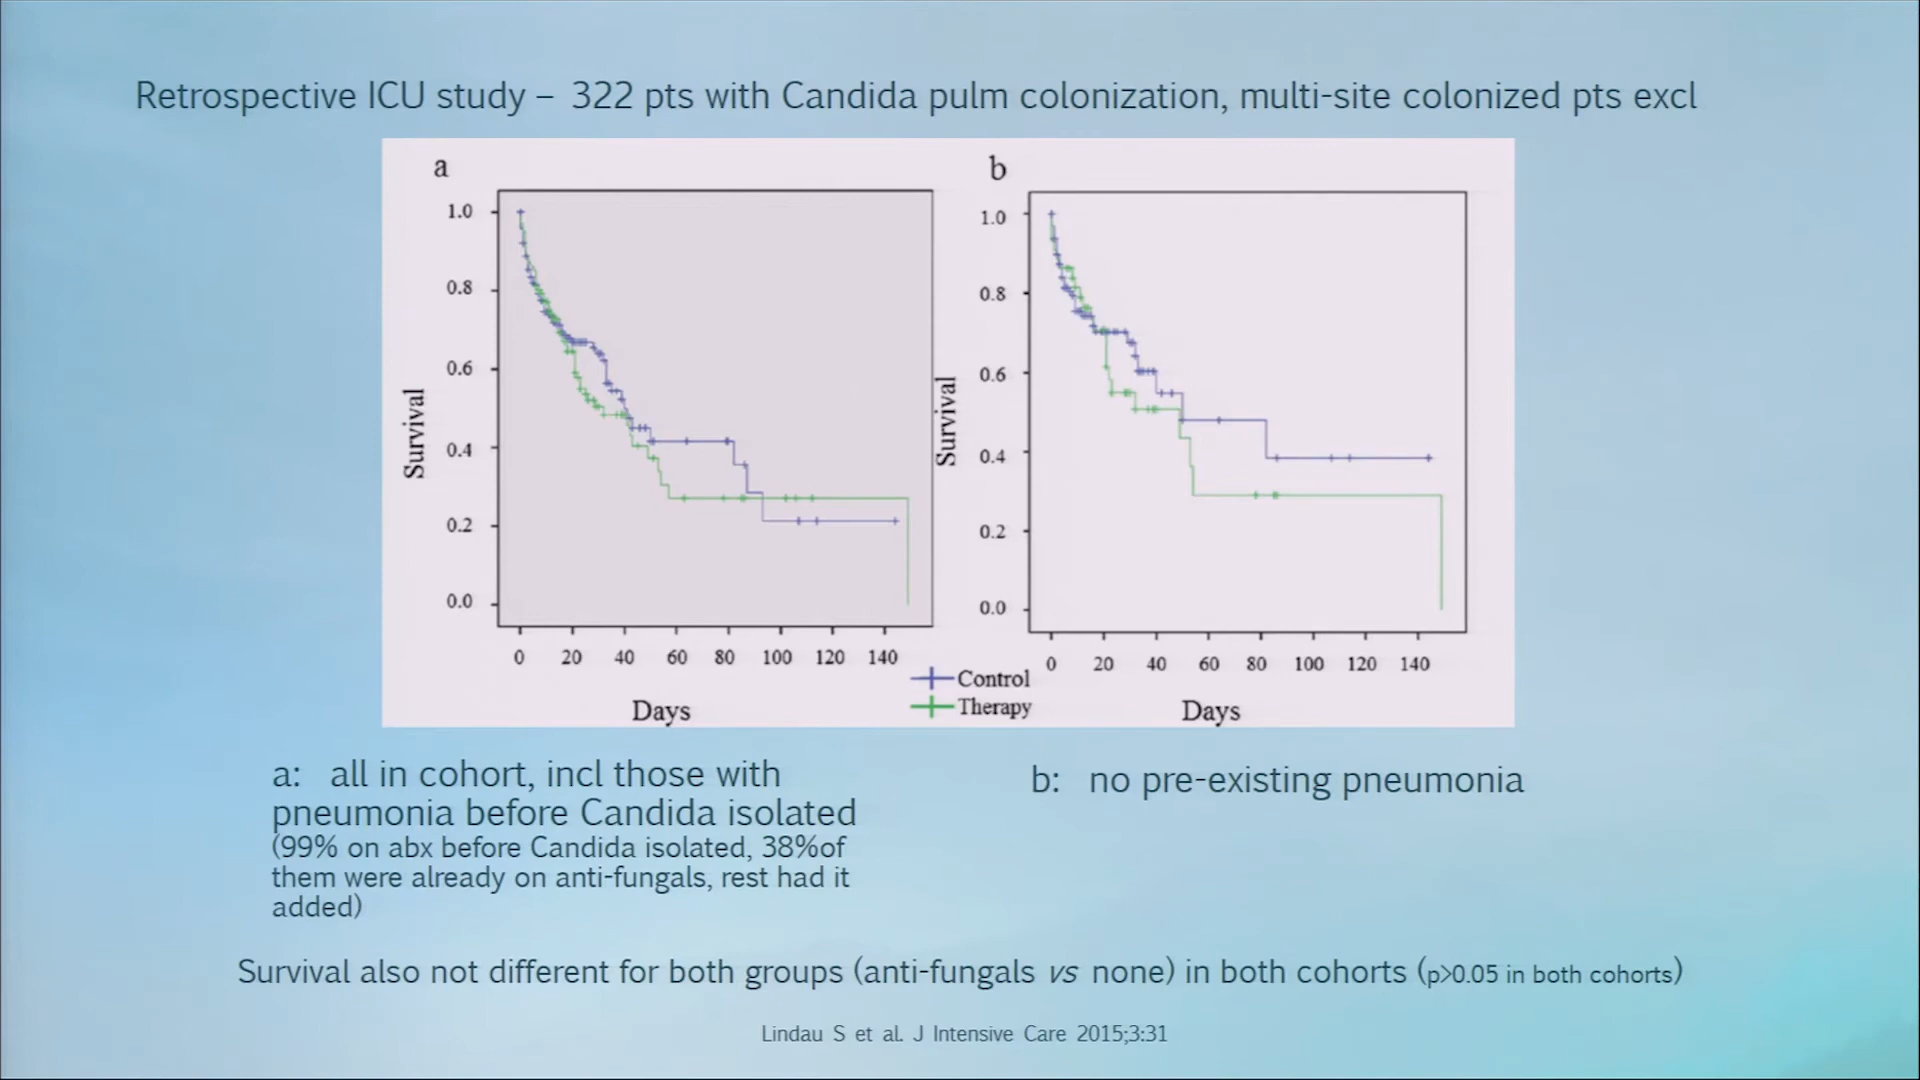 Retrospective ICU study – 322 pts with Candida pulm colonization, multi-site colonized pts excl
a
b
1.0
0.8
0.6
0.4
0.2
0.0
Survival
0 20 40 60 80 100 120 140
Days
1.0
0.8
0.6
0.4
0.2
0.0
Survival
0 20 40 60 80 100 120 140
Days
Control
Therapy
a: all in cohort, incl those with
pneumonia before Candida isolated
(99% on abx before Candida isolated, 38%of
them were already on anti-fungals, rest had it
added)
b: no pre-existing pneumonia
Survival also not different for both groups (anti-fungals vs none) in both cohorts (p>0.05 in both cohorts)
Lindau S et al. J Intensive Care 2015;3:31